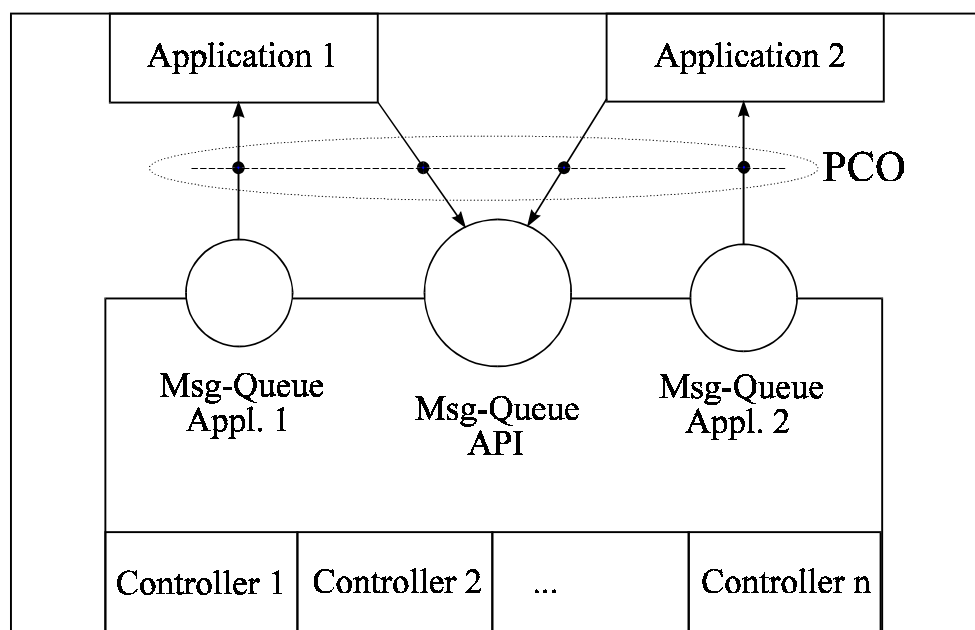 Application 1
Application 2
PCO
Msg-Queue
Appl. 1
Msg-Queue
API
Msg-Queue
Appl. 2
Controller 1
Controller 2
...
Controller n